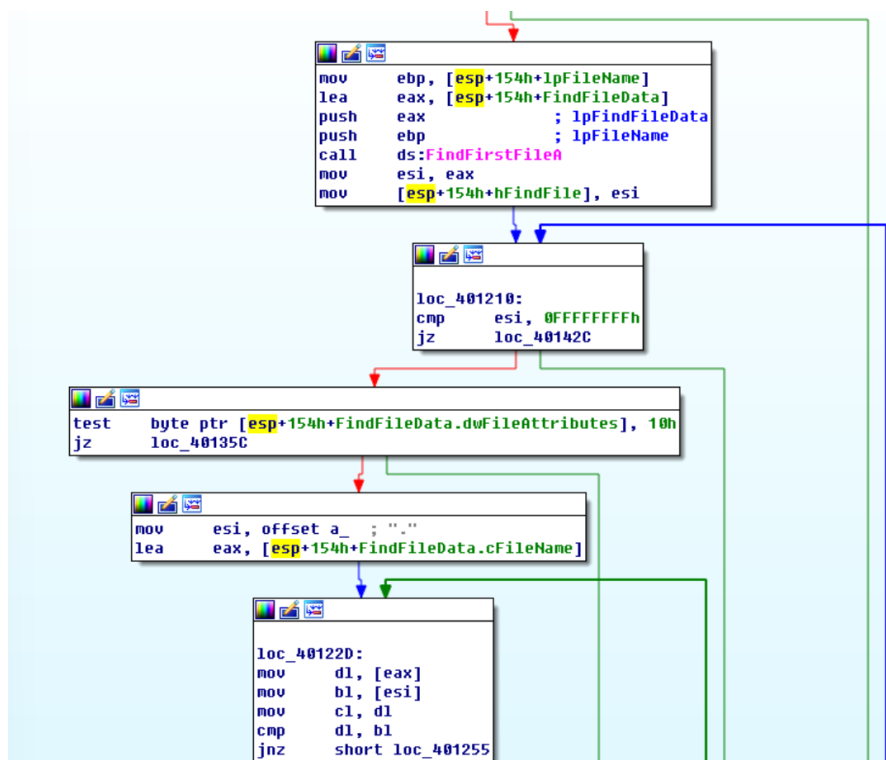 mov ebp, [esp+154h+lpFileName]
lea eax, [esp+154h+FindFileData]
push eax ; lpFindFileData
push ebp ; lpFileName
call ds:FindFirstFileA
mov esi, eax
mov [esp+154h+hFindFile], esi
loc_401210:
cmp esi, 0FFFFFFFFh
jz loc_40142C
test byte ptr [esp+154h+FindFileData.dwFileAttributes], 10h
jz loc_40135C
mov esi, offset a_ ; "."
lea eax, [esp+154h+FindFileData.cFileName]
loc_40122D:
mov dl, [eax]
mov bl, [esi]
mov cl, dl
cmp dl, bl
jnz short loc_401255